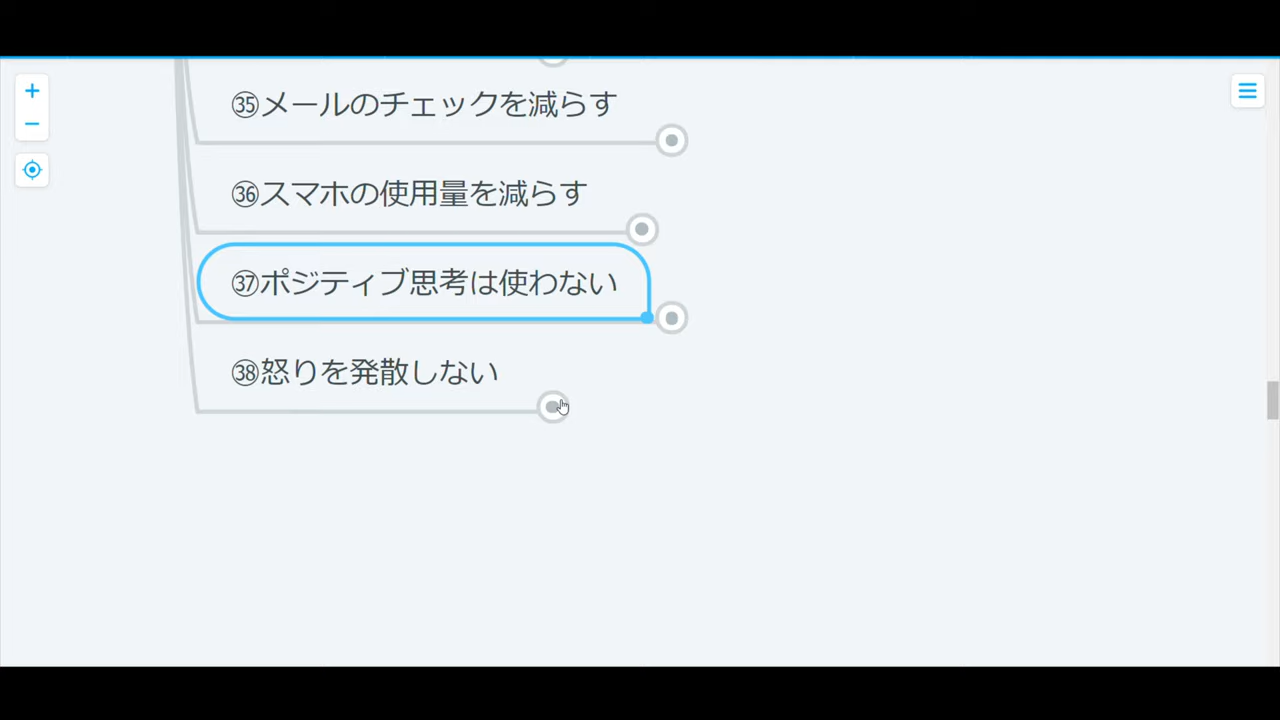 ㉟メールのチェックを減らす
㊱スマホの使用量を減らす
㊲ポジティブ思考は使わない
㊳怒りを発散しない